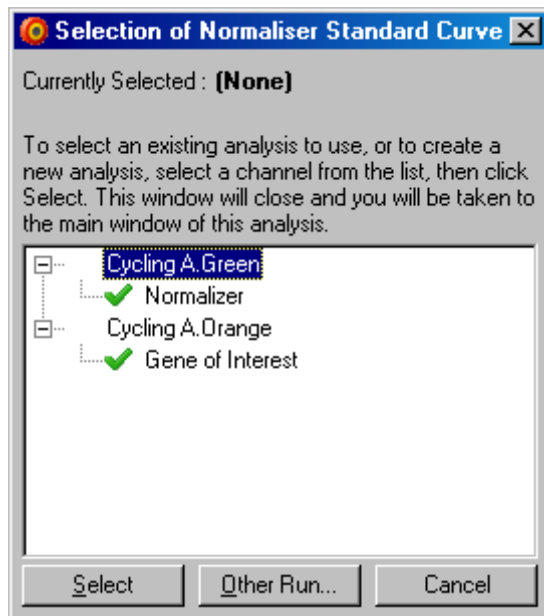 Selection of Normaliser Standard Curve
Currently Selected : (None)
To select an existing analysis to use, or to create a
new analysis, select a channel from the list, then click
Select. This window will close and you will be taken to
the main window of this analysis.
Cycling A.Green
Normalizer
Cycling A.Orange
Gene of Interest
Select Other Run... Cancel